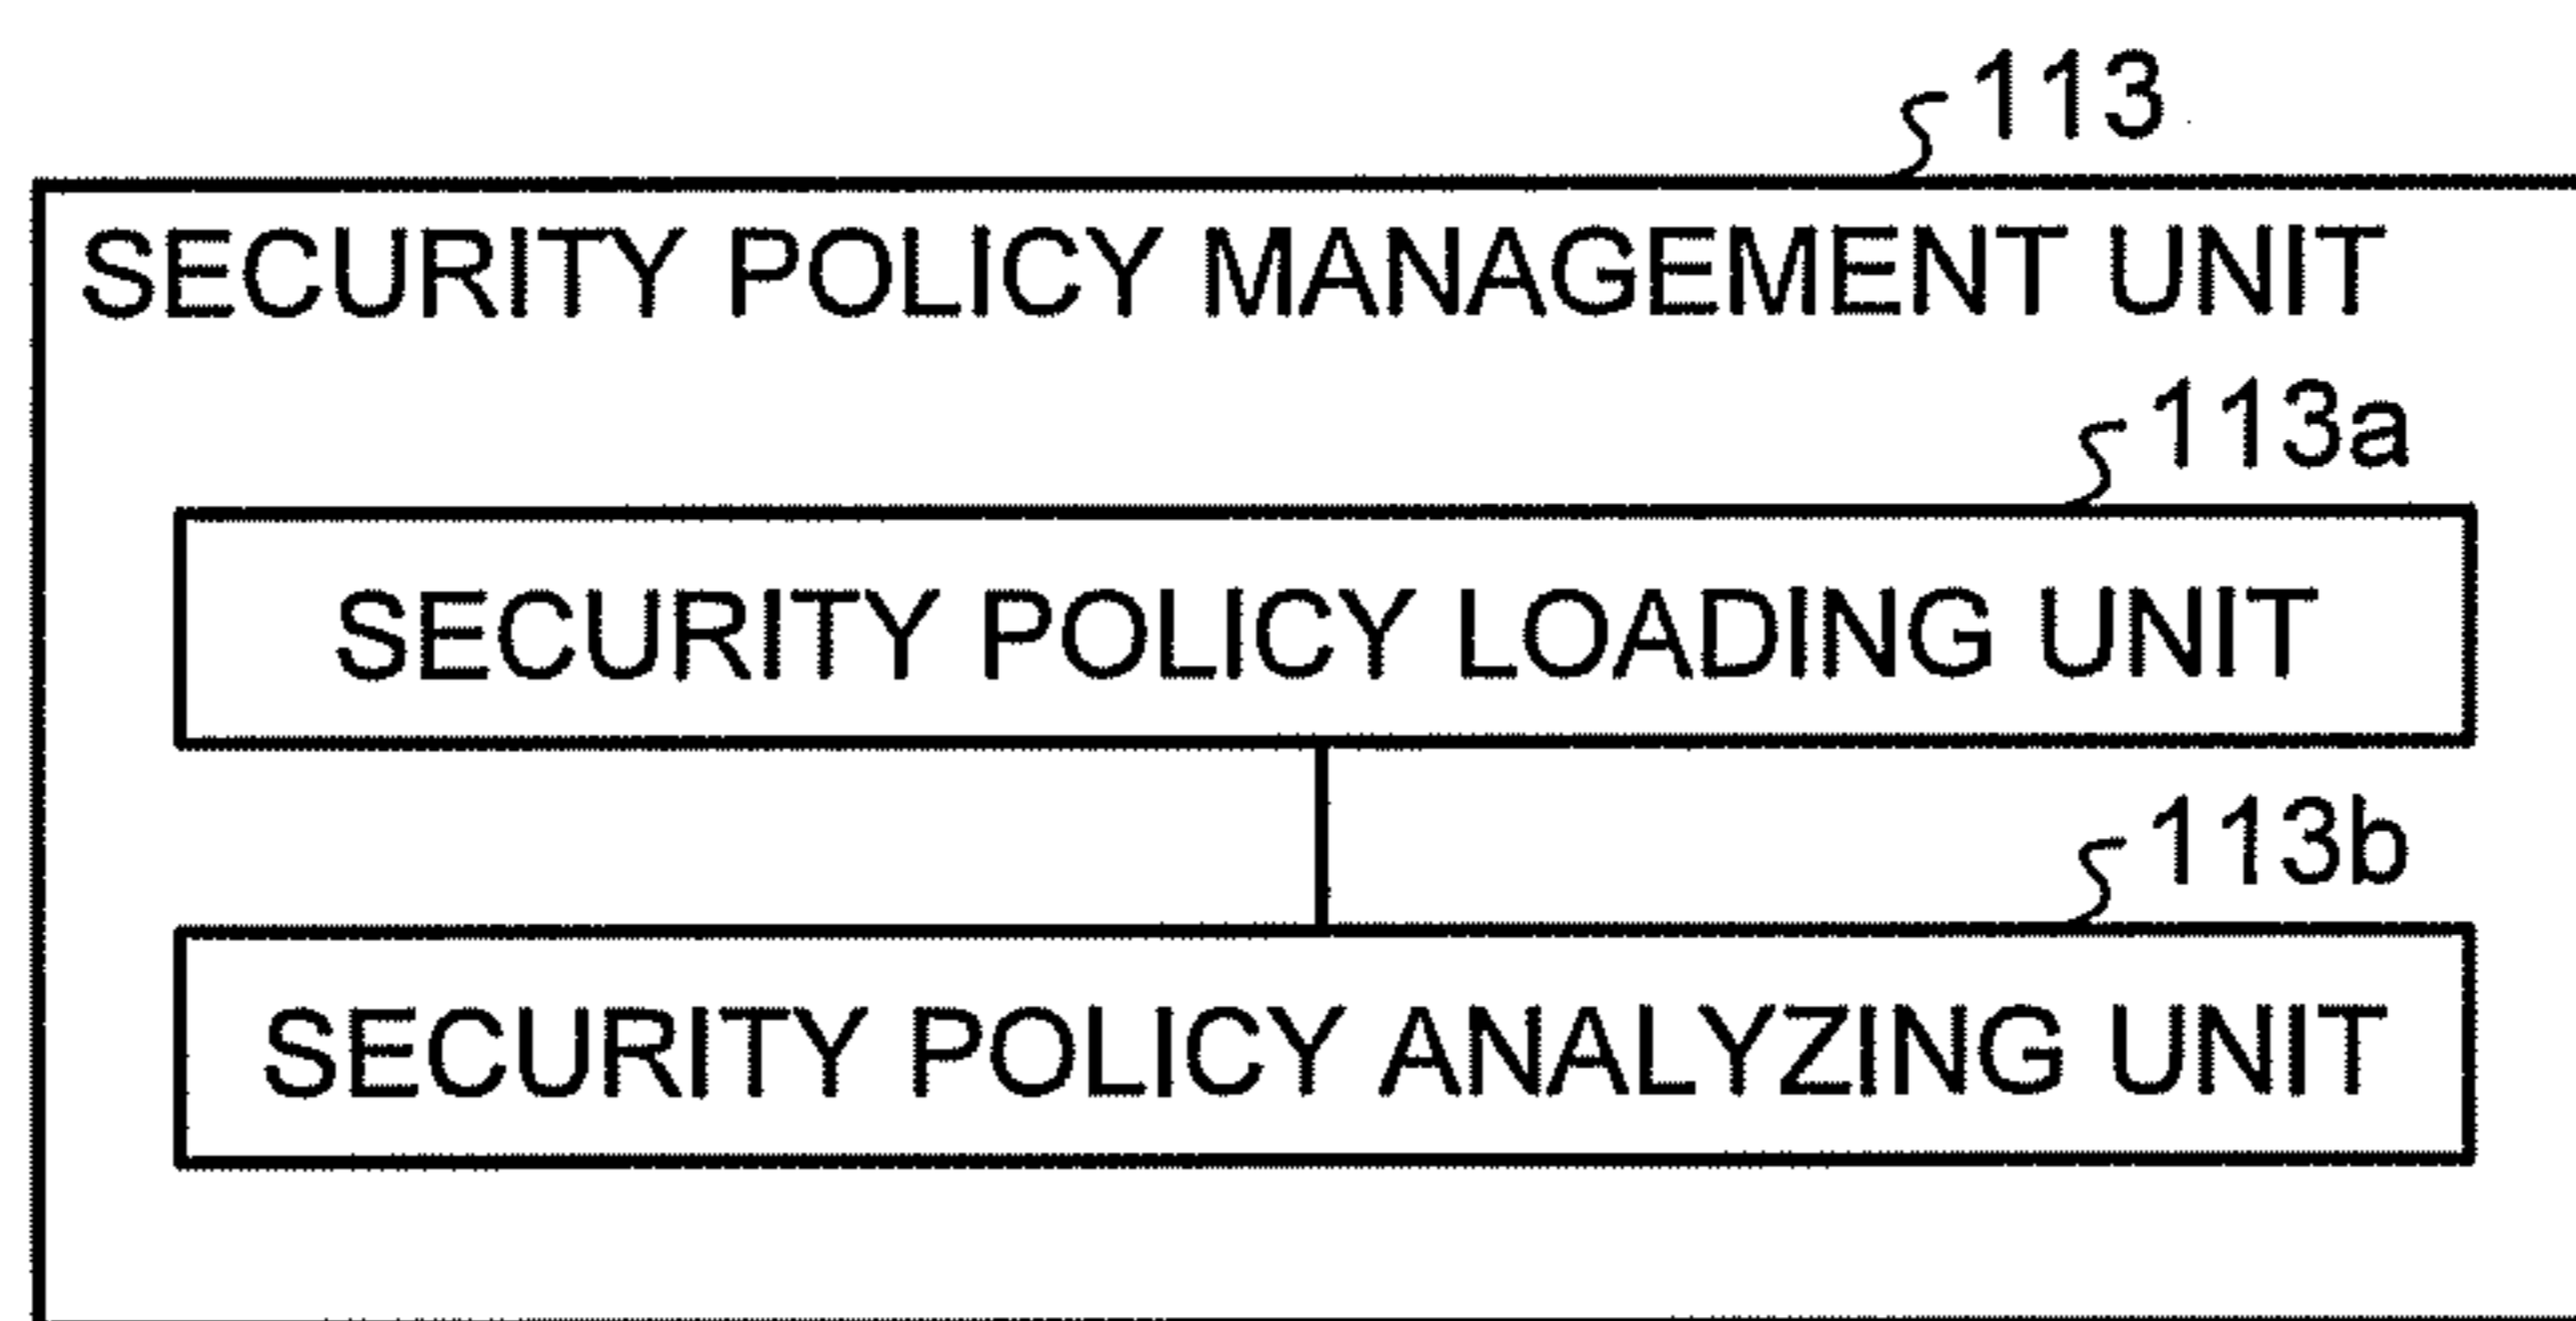 113
SECURITY POLICY MANAGEMENT UNIT
113a
SECURITY POLICY LOADING UNIT
113b
SECURITY POLICY ANALYZING UNIT